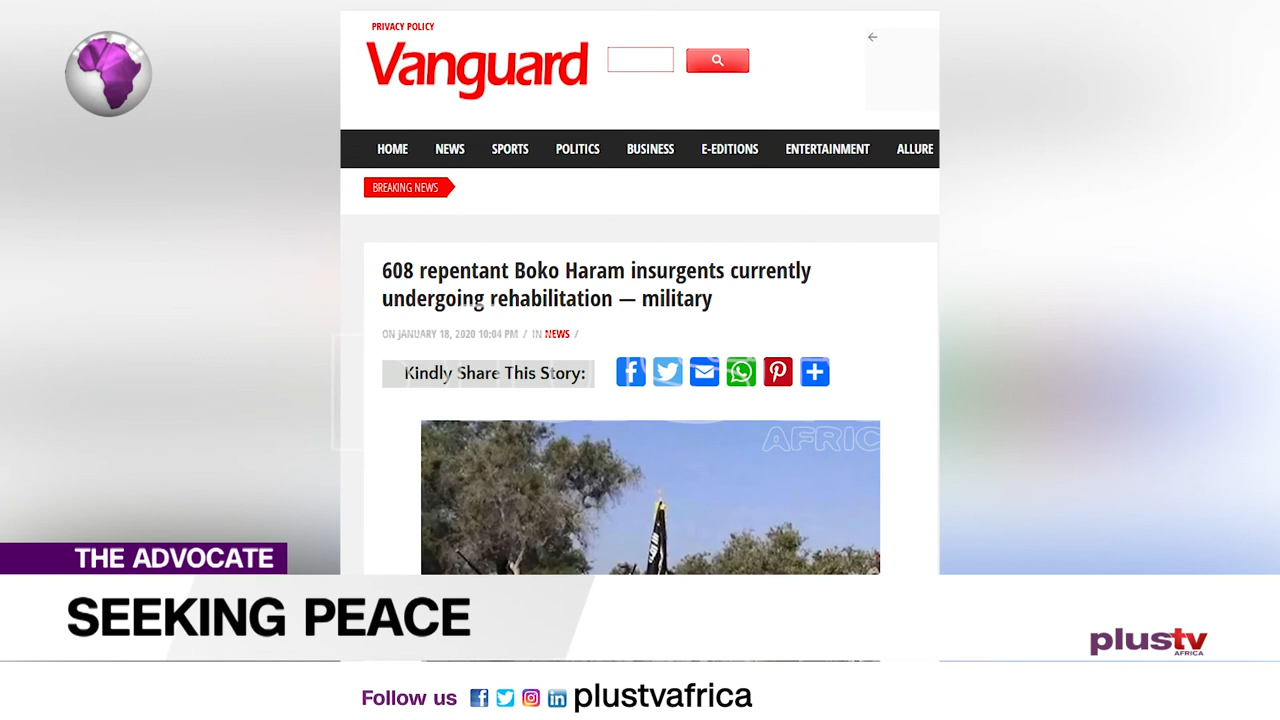 PRIVACY POLICY
Vanguard
HOME NEWS SPORTS POLITICS BUSINESS E-EDITIONS ENTERTAINMENT ALLURE
BREAKING NEWS
608 repentant Boko Haram insurgents currently
undergoing rehabilitation — military
ON JANUARY 18, 2020 10:04 PM / IN NEWS /
Kindly Share This Story:
AFRIC
THE ADVOCATE
SEEKING PEACE
plustv
AFRICA
Follow us plustvafrica